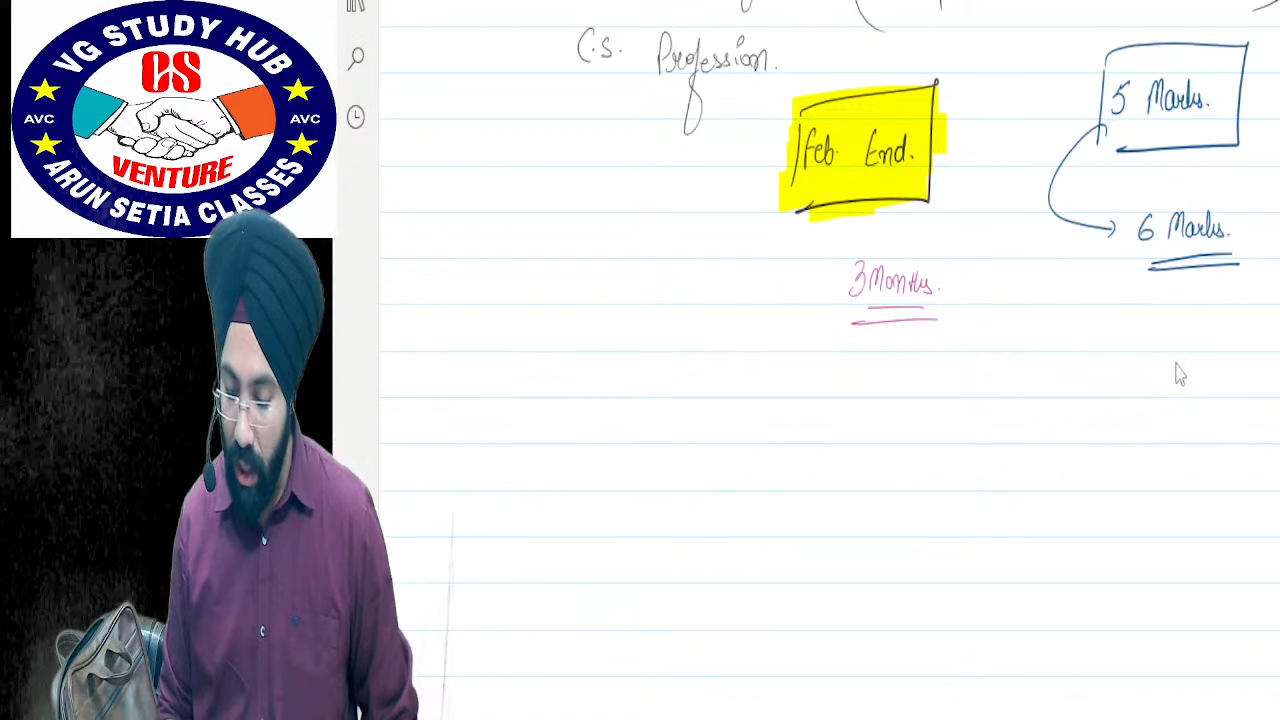 VG STUDY HUB
CS
AVC
AVC
VENTURE
ARUN SETIA CLASSES
C.S. Profession.
5 Marks.
Feb. End.
6 Marks.
3 Months.